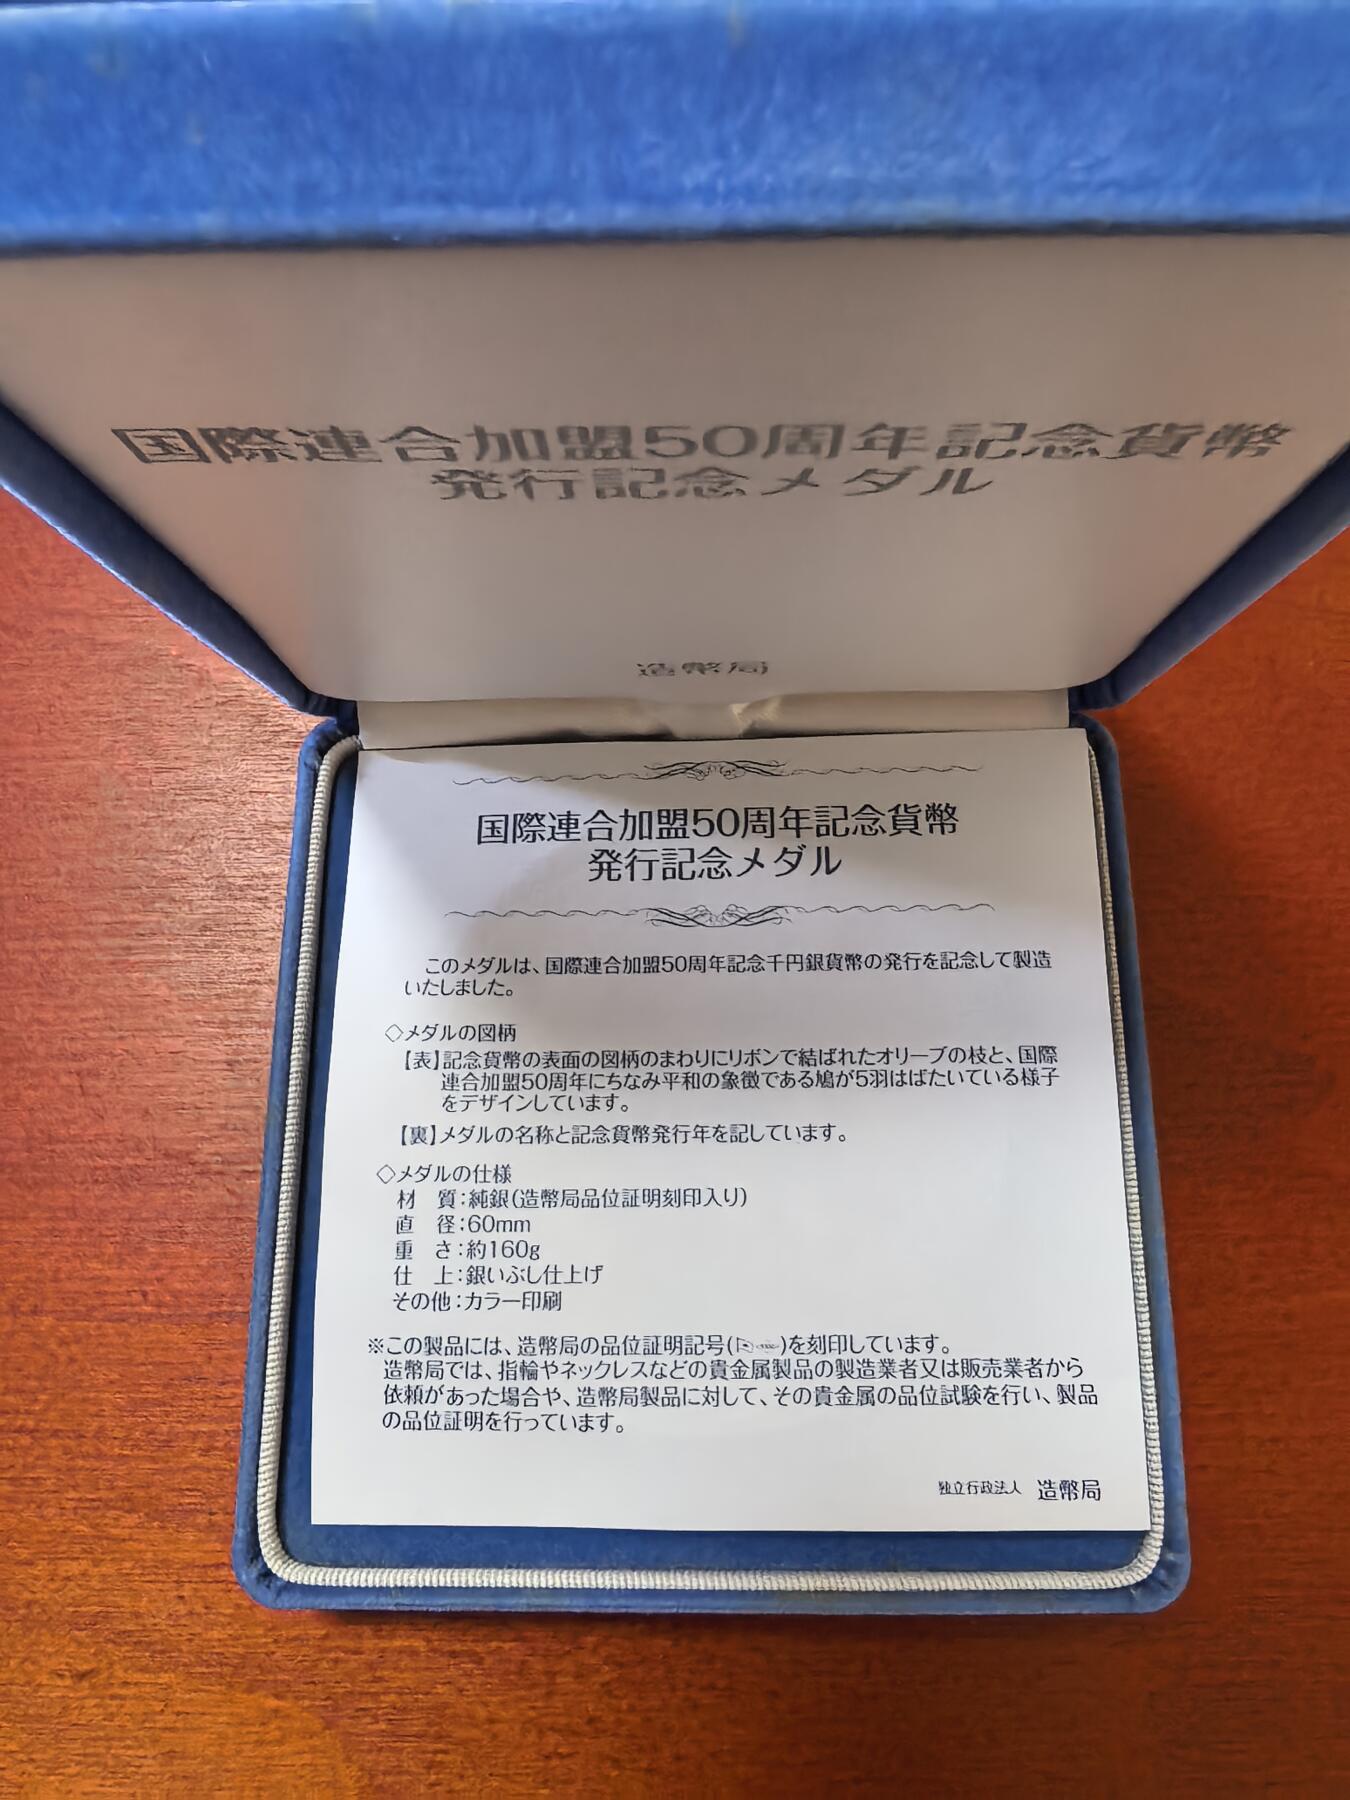 国際連合加盟50周年記念貨幣
発行記念メダル
造幣局
国際連合加盟50周年記念貨幣
発行記念メダル
このメダルは、国際連合加盟50周年記念千円銀貨幣の発行を記念して製造
いたしました。
◇メダルの図柄
【表】記念貨幣の表面の図柄のまわりにリボンで結ばれたオリーブの枝と、国際
連合加盟50周年にちなみ平和の象徴である鳩が5羽はばたいている様子
をデザインしています。
【裏】メダルの名称と記念貨幣発行年を記しています。
◇メダルの仕様
材　質：純銀(造幣局品位証明刻印入り)
直　径：60mm
重　さ：約160g
仕　上：銀いぶし仕上げ
その他：カラー印刷
※この製品には、造幣局の品位証明記号()を刻印しています。
造幣局では、指輪やネックレスなどの貴金属製品の製造業者又は販売業者から
依頼があった場合や、造幣局製品に対して、その貴金属の品位試験を行い、製品
の品位証明を行っています。
独立行政法人　造幣局